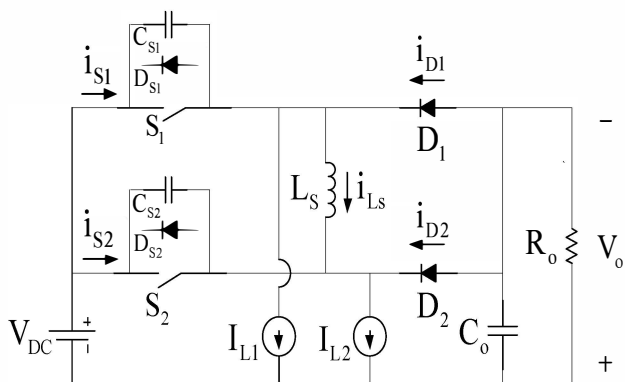 C_S1
i_S1
D_S1
i_D1
S_1
D_1
−
L_S
i_Ls
C_S2
i_S2
D_S2
i_D2
R_o
V_o
S_2
D_2
V_DC
+
-
I_L1
I_L2
C_o
+